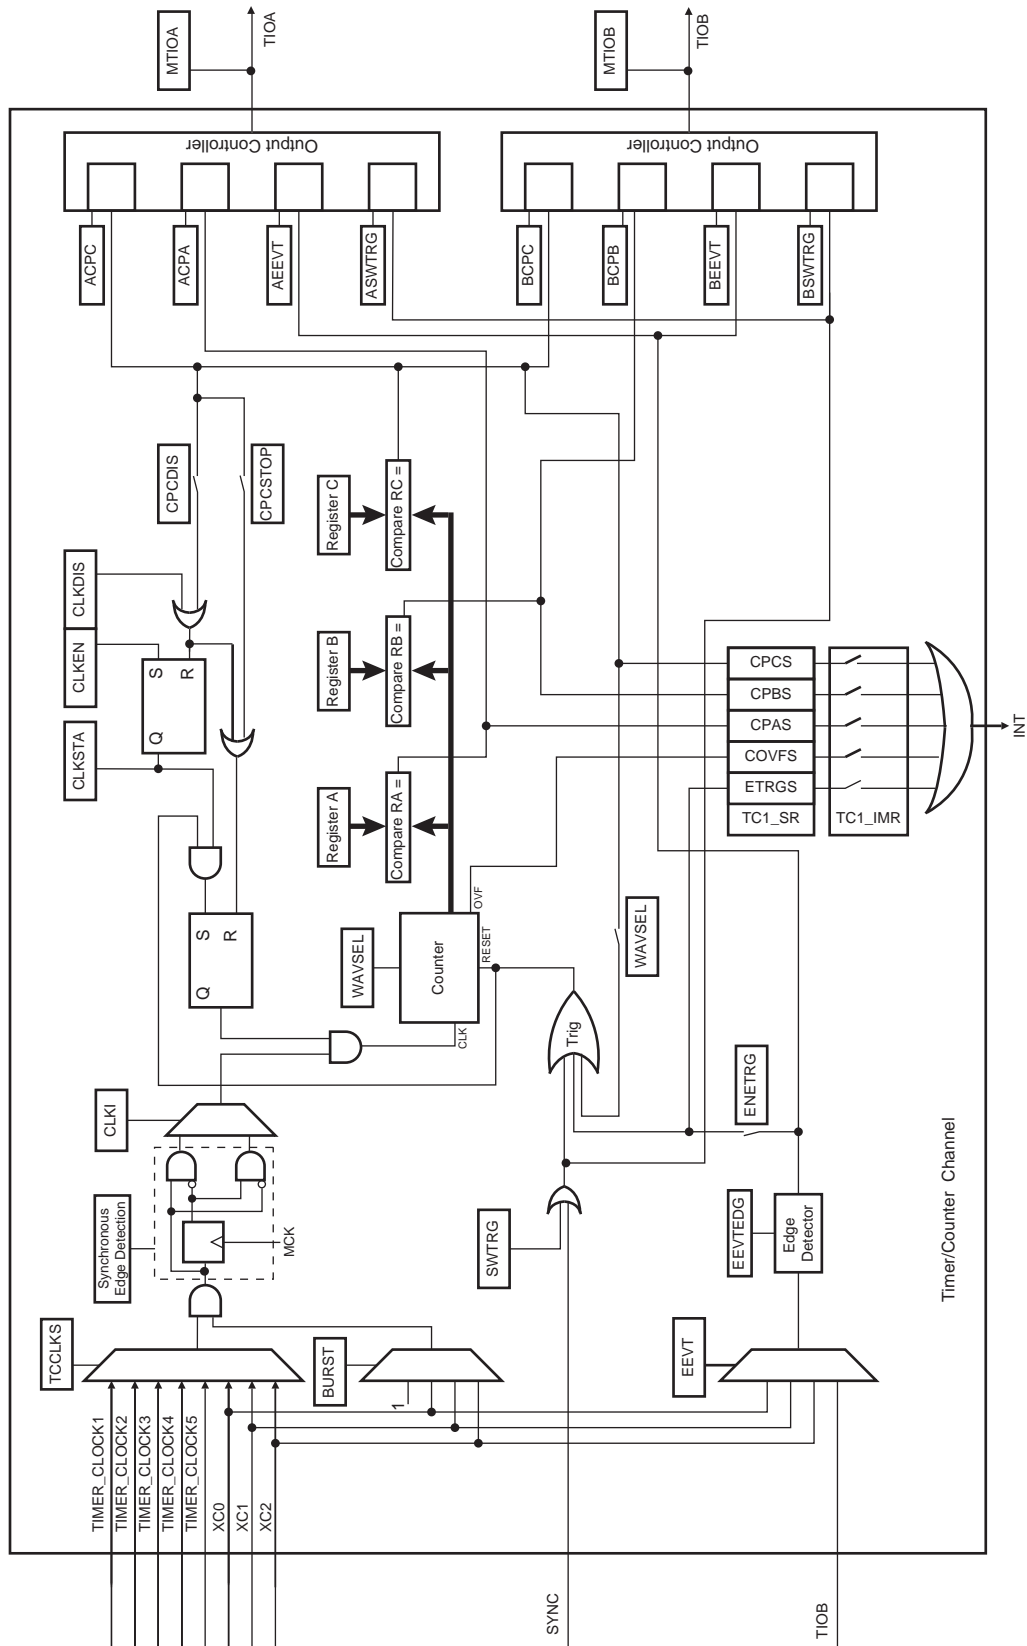 TIOA
MTIOA
TIOB
MTIOB
Output Controller
Output Controller
ACPC
ACPA
AEEVT
ASWTRG
BCPC
BCPB
BEEVT
BSWTRG
CPCDIS
CPCSTOP
Register C
Compare RC =
CLKDIS
CLKEN
CLKSTA
S
R
Q
Register B
Compare RB =
Register A
Compare RA =
CPCS
CPBS
CPAS
COVFS
ETRGS
TC1_SR
TC1_IMR
INT
S
R
Q
WAVSEL
Counter
OVF
RESET
CLK
WAVSEL
Trig
CLKI
ENETRG
Synchronous
Edge Detection
MCK
SWTRG
EEVTEDG
Edge
Detector
Timer/Counter Channel
TCCLKS
BURST
1
EEVT
TIMER_CLOCK1
TIMER_CLOCK2
TIMER_CLOCK3
TIMER_CLOCK4
TIMER_CLOCK5
XC0
XC1
XC2
SYNC
TIOB